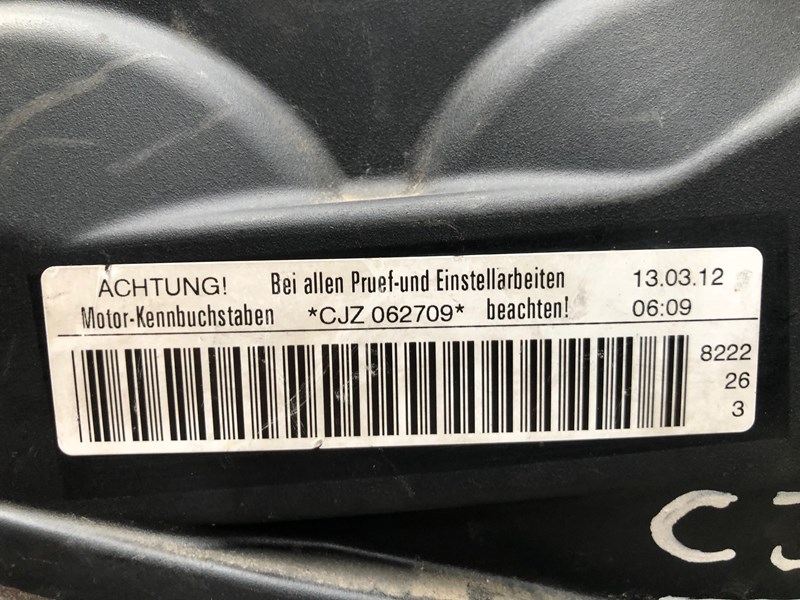 ACHTUNG! Bei allen Pruef-und Einstellarbeiten 13.03.12
Motor-Kennbuchstaben *CJZ 062709* beachten! 06:09
8222
26
3
C J